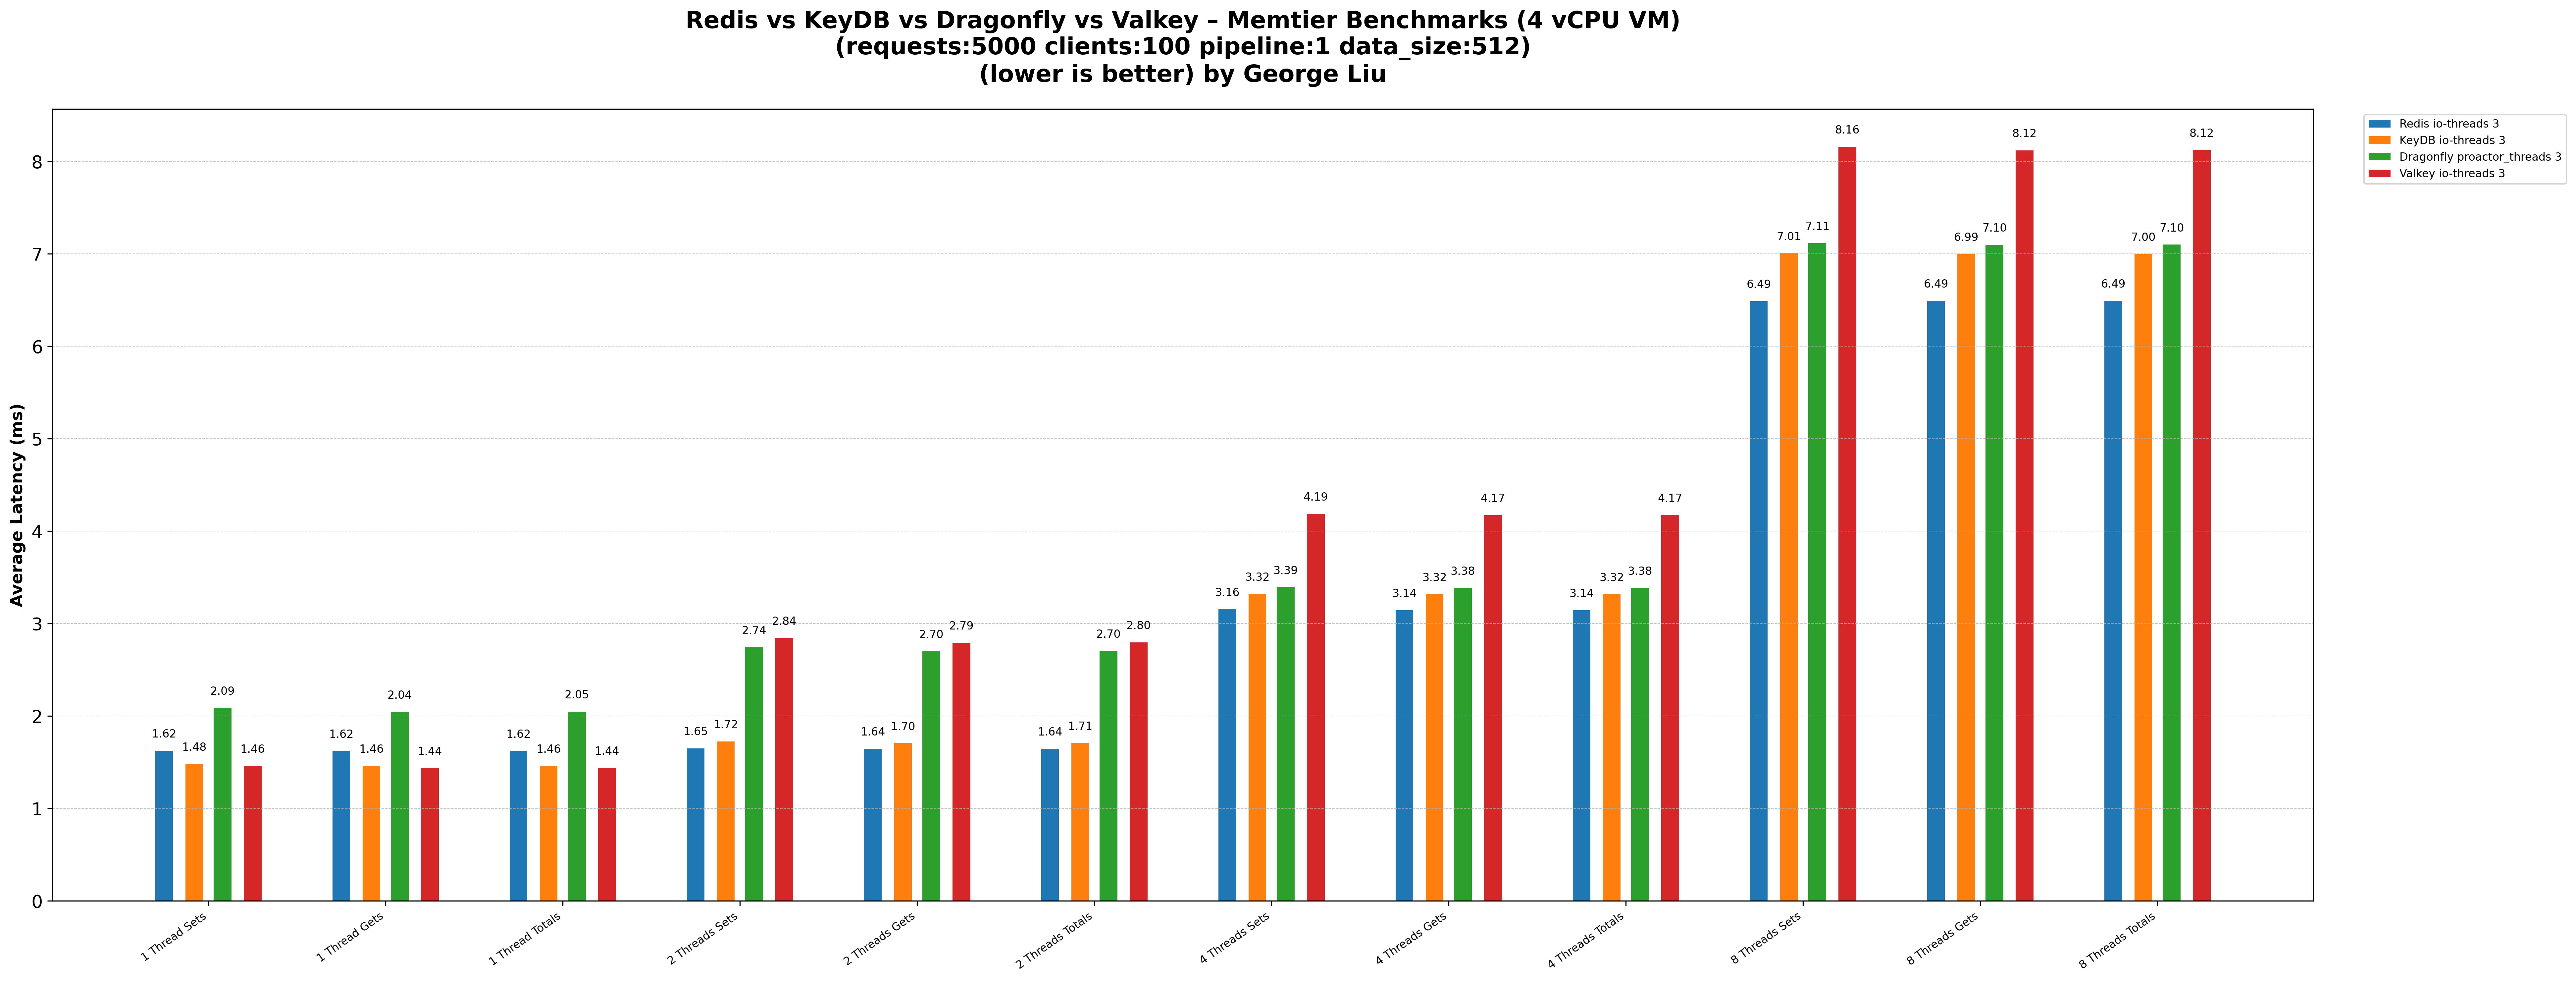 Redis vs KeyDB vs Dragonfly vs Valkey – Memtier Benchmarks (4 vCPU VM)
(requests:5000 clients:100 pipeline:1 data_size:512)
(lower is better) by George Liu
Redis io-threads 3
KeyDB io-threads 3
Dragonfly proactor_threads 3
Valkey io-threads 3
Average Latency (ms)
8
7
6
5
4
3
2
1
0
1.62 1.48 2.09 1.46
1.62 1.46 2.04 1.44
1.62 1.46 2.05 1.44
1.65 1.72 2.74 2.84
1.64 1.70 2.70 2.79
1.64 1.71 2.70 2.80
3.16 3.32 3.39 4.19
3.14 3.32 3.38 4.17
3.14 3.32 3.38 4.17
6.49 7.01 7.11 8.16
6.49 6.99 7.10 8.12
6.49 7.00 7.10 8.12
1 Thread Sets
1 Thread Gets
1 Thread Totals
2 Threads Sets
2 Threads Gets
2 Threads Totals
4 Threads Sets
4 Threads Gets
4 Threads Totals
8 Threads Sets
8 Threads Gets
8 Threads Totals